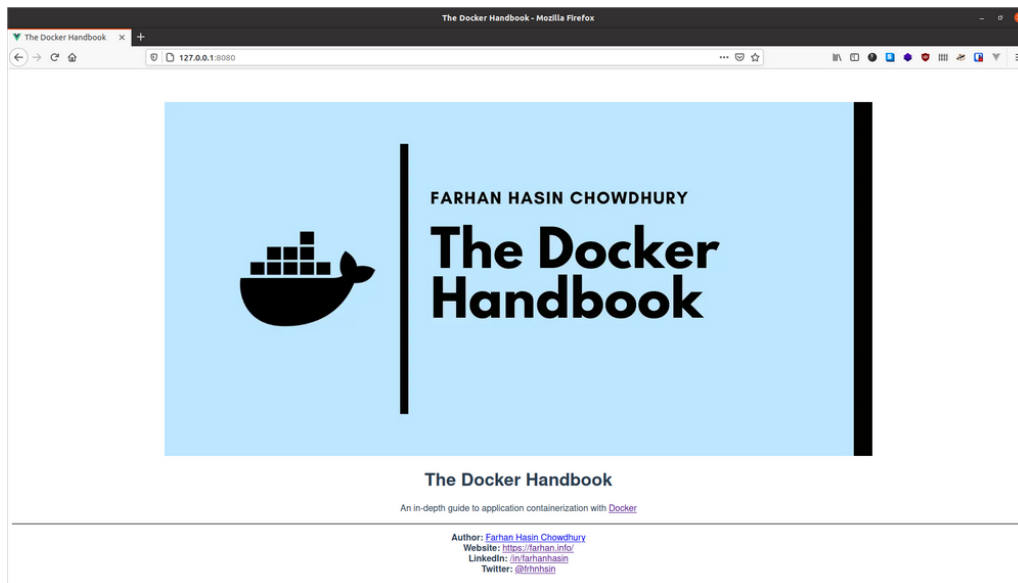 The Docker Handbook - Mozilla Firefox
The Docker Handbook
127.0.0.1:8080
FARHAN HASIN CHOWDHURY
The Docker
Handbook
The Docker Handbook
An in-depth guide to application containerization with Docker
Author: Farhan Hasin Chowdhury
Website: https://farhan.info/
LinkedIn: /in/farhanhasin
Twitter: @frhnhsin